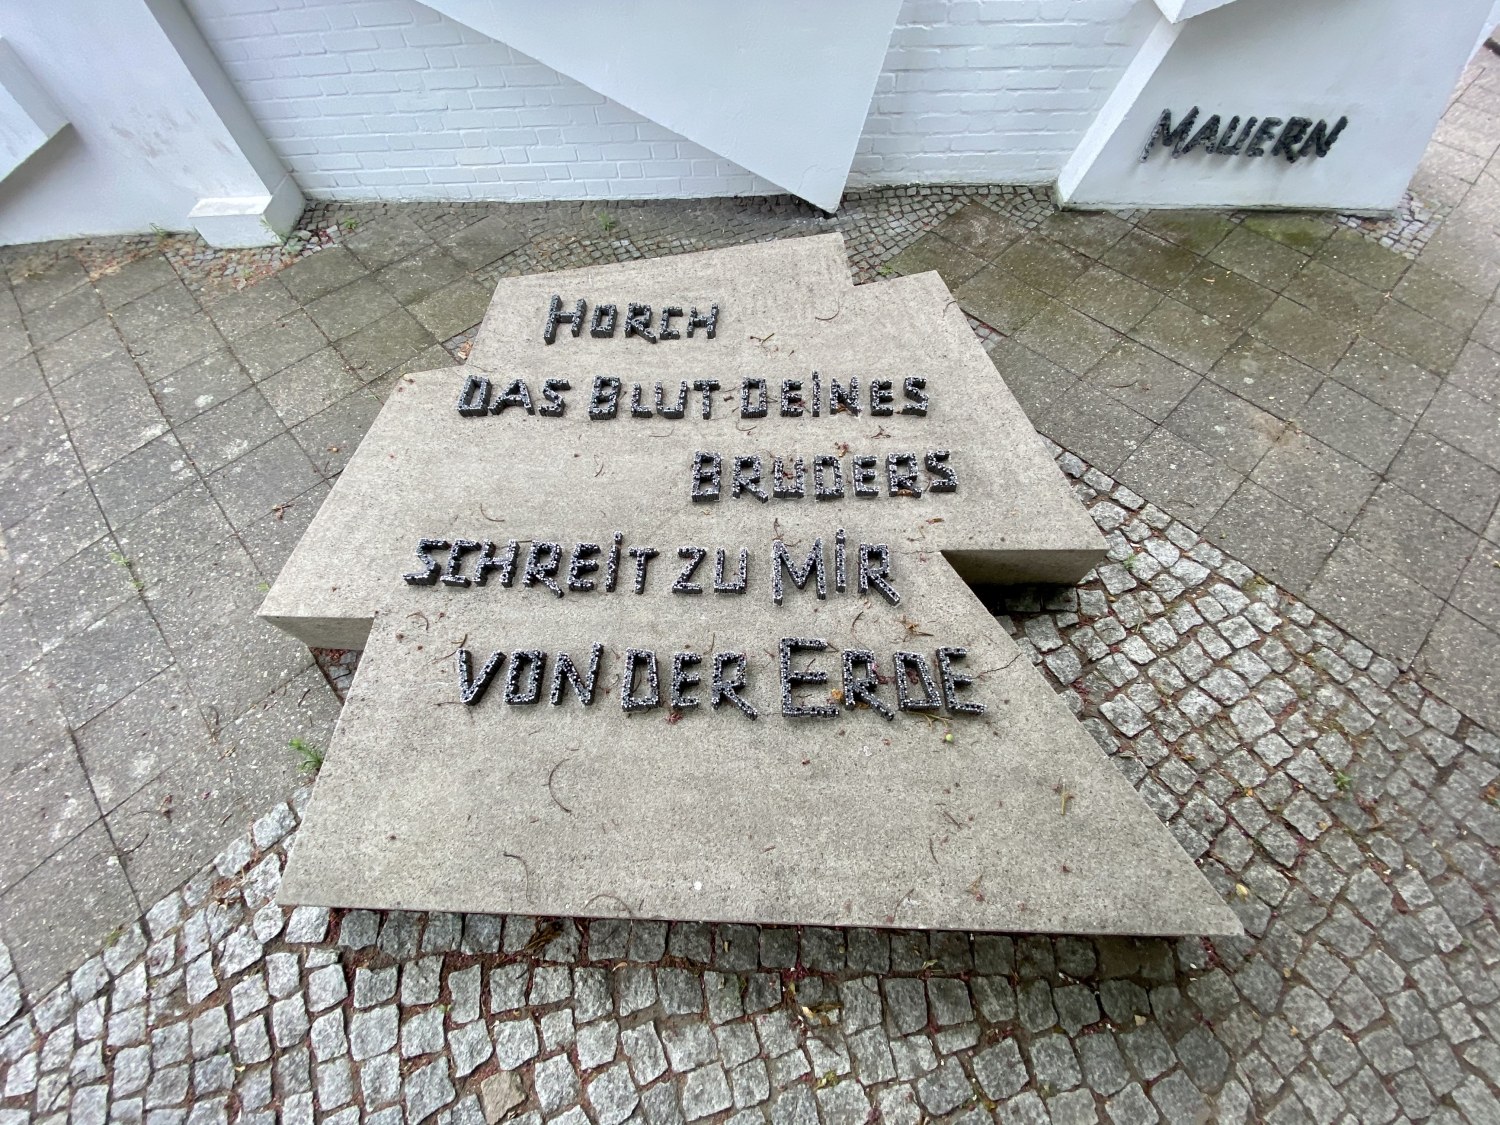 MAUERN
HORCH
DAS BLUT DEINES
BRUDERS
SCHREIT ZU MIR
VON DER ERDE